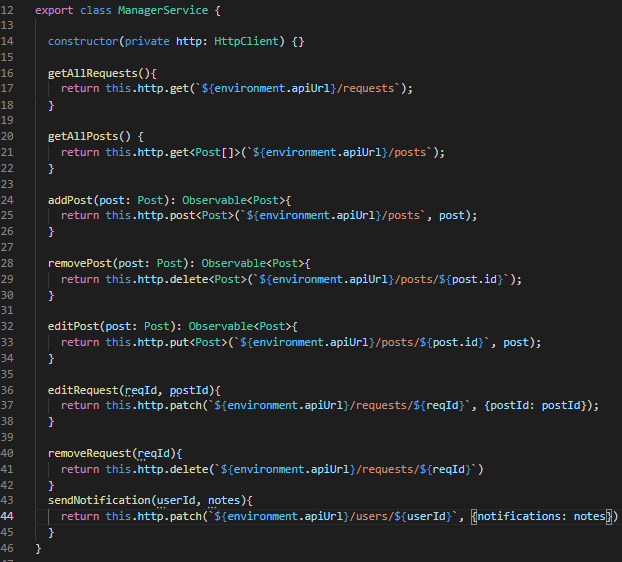 12 export class ManagerService {
13
14   constructor(private http: HttpClient) {}
15
16   getAllRequests(){
17     return this.http.get(`${environment.apiUrl}/requests`);
18   }
19
20   getAllPosts() {
21     return this.http.get<Post[]>(`${environment.apiUrl}/posts`);
22   }
23
24   addPost(post: Post): Observable<Post>{
25     return this.http.post<Post>(`${environment.apiUrl}/posts`, post);
26   }
27
28   removePost(post: Post): Observable<Post>{
29     return this.http.delete<Post>(`${environment.apiUrl}/posts/${post.id}`);
30   }
31
32   editPost(post: Post): Observable<Post>{
33     return this.http.put<Post>(`${environment.apiUrl}/posts/${post.id}`, post);
34   }
35
36   editRequest(reqId, postId){
37     return this.http.patch(`${environment.apiUrl}/requests/${reqId}`, {postId: postId});
38   }
39
40   removeRequest(reqId){
41     return this.http.delete(`${environment.apiUrl}/requests/${reqId}`)
42   }
43   sendNotification(userId, notes){
44     return this.http.patch(`${environment.apiUrl}/users/${userId}`, {notifications: notes})
45   }
46 }